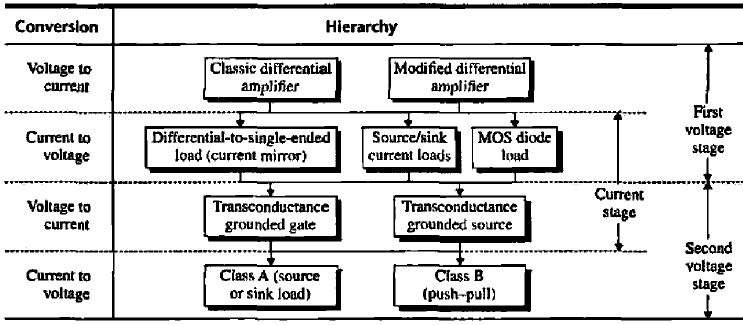 Conversion
Hierarchy
Voltage to
current
Classic differential
amplifier
Modified differential
amplifier
First
voltage
stage
Current to
voltage
Differential-to-single-ended
load (current mirror)
Source/sink
current loads
MOS diode
load
Current
stage
Voltage to
current
Transconductance
grounded gate
Transconductance
grounded source
Second
voltage
stage
Current to
voltage
Class A (source
or sink load)
Class B
(push-pull)